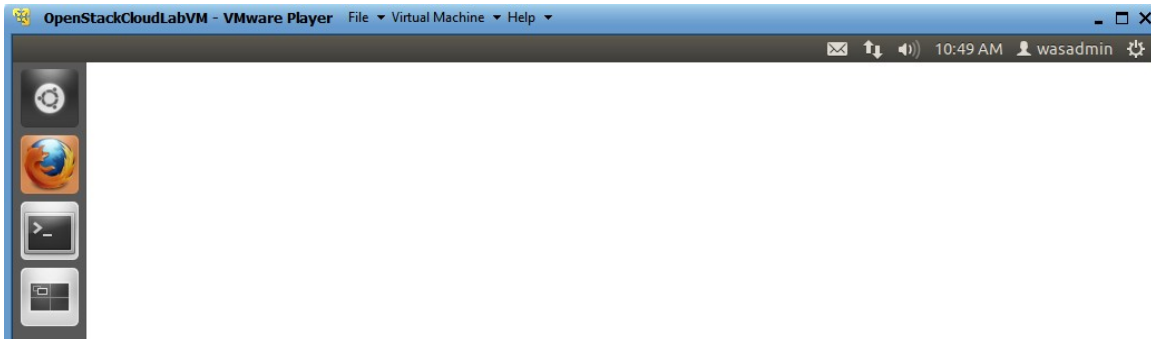 OpenStackCloudLabVM - VMware Player File Virtual Machine Help
10:49 AM wasadmin